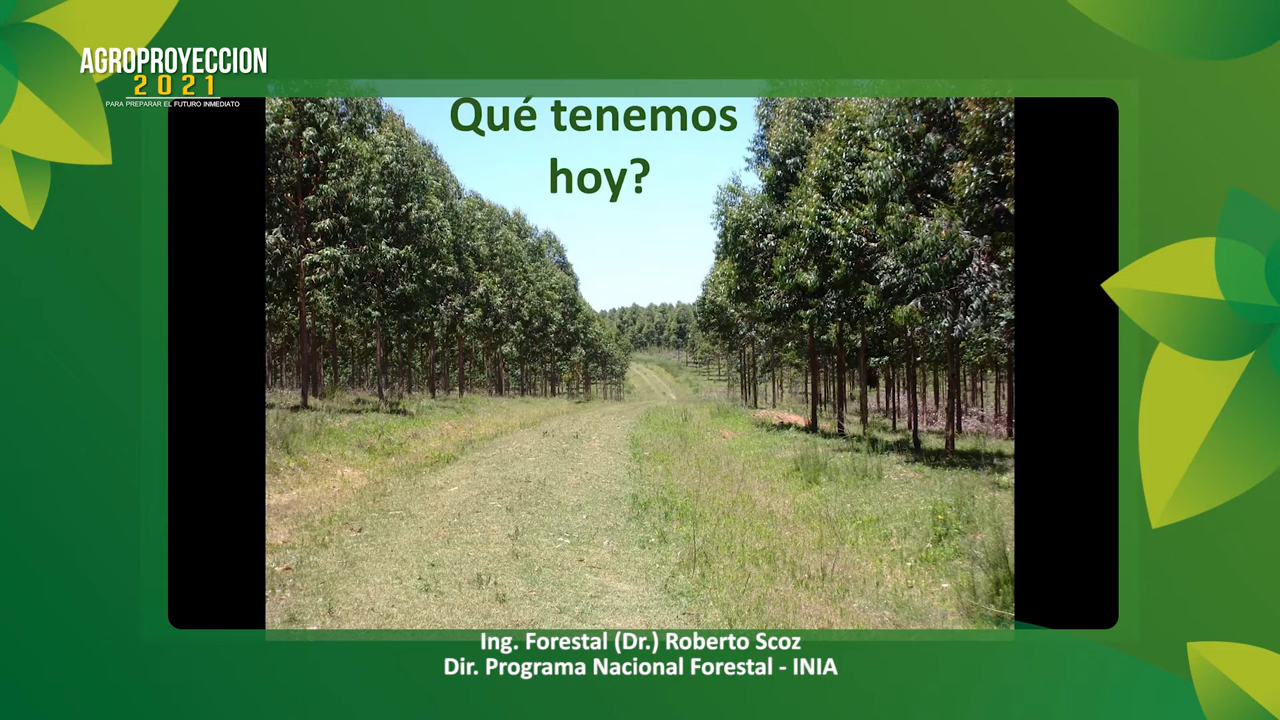 AGROPROYECCION
2021
PARA PREPARAR EL FUTURO INMEDIATO
Qué tenemos
hoy?
Ing. Forestal (Dr.) Roberto Scoz
Dir. Programa Nacional Forestal - INIA